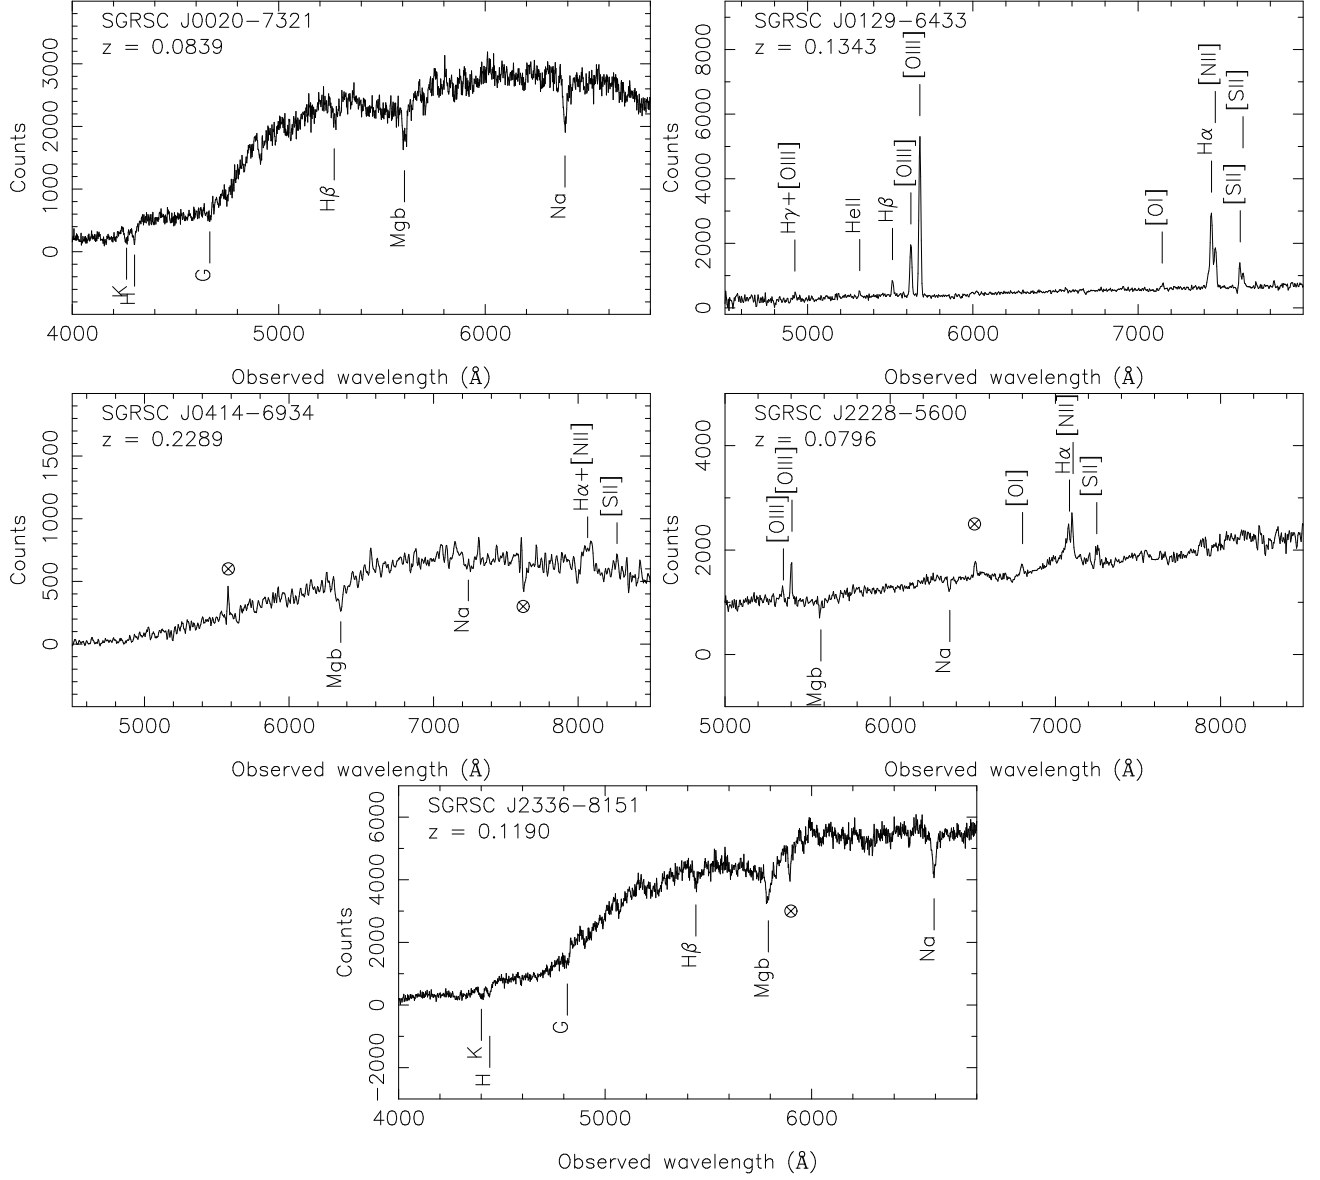 SGRSC J0020−7321
z = 0.0839
Counts
3000
2000
1000
0
K
H
G
Hβ
Mgb
Na
4000 5000 6000
Observed wavelength (Å)
SGRSC J0129−6433
z = 0.1343
Counts
8000
6000
4000
2000
0
Hγ+[OIII]
HeII
Hβ
[OIII]
[OIII]
[OI]
Hα
[NII]
[SII]
[SII]
5000 6000 7000
Observed wavelength (Å)
SGRSC J0414−6934
z = 0.2289
Counts
1500
1000
500
0
Mgb
Na
Hα+[NII]
[SII]
5000 6000 7000 8000
Observed wavelength (Å)
SGRSC J2228−5600
z = 0.0796
Counts
4000
2000
0
[OIII]
[OIII]
Mgb
Na
[OI]
Hα
[NII]
[SII]
5000 6000 7000 8000
Observed wavelength (Å)
SGRSC J2336−8151
z = 0.1190
Counts
6000
4000
2000
0
−2000
K
H
G
Hβ
Mgb
Na
4000 5000 6000
Observed wavelength (Å)